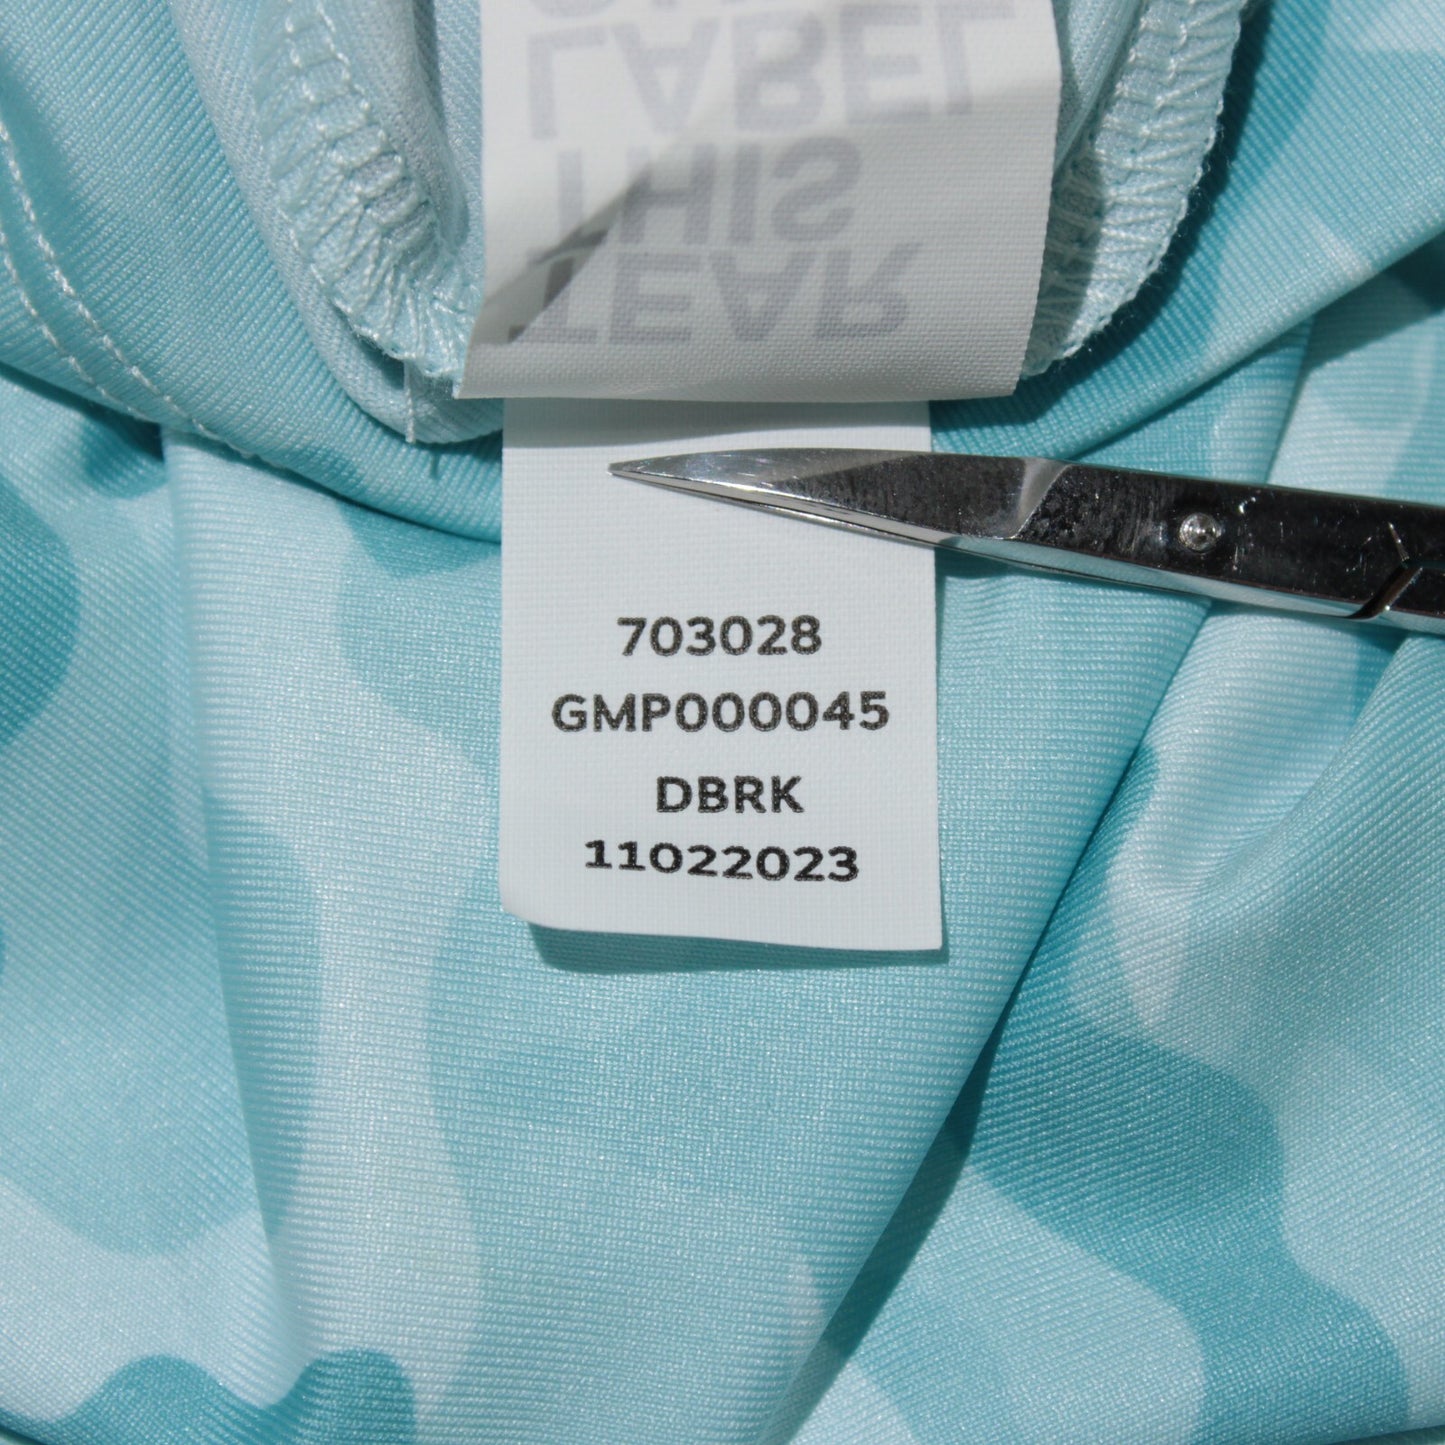 TEAR
THIS
LABEL
703028
GMP000045
DBRK
11022023